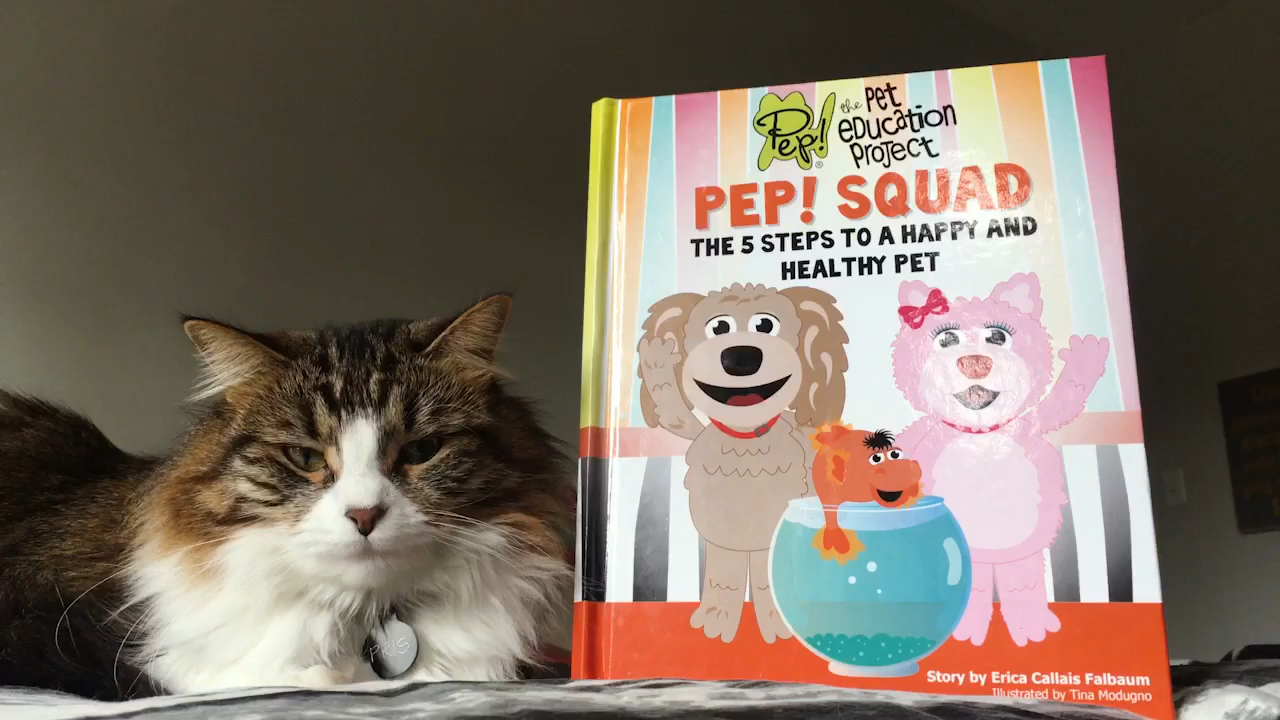 Pep!®
the Pet
Education
Project
PEP! SQUAD
THE 5 STEPS TO A HAPPY AND
HEALTHY PET
PRIS
Story by Erica Callais Falbaum
Illustrated by Tina Modugno